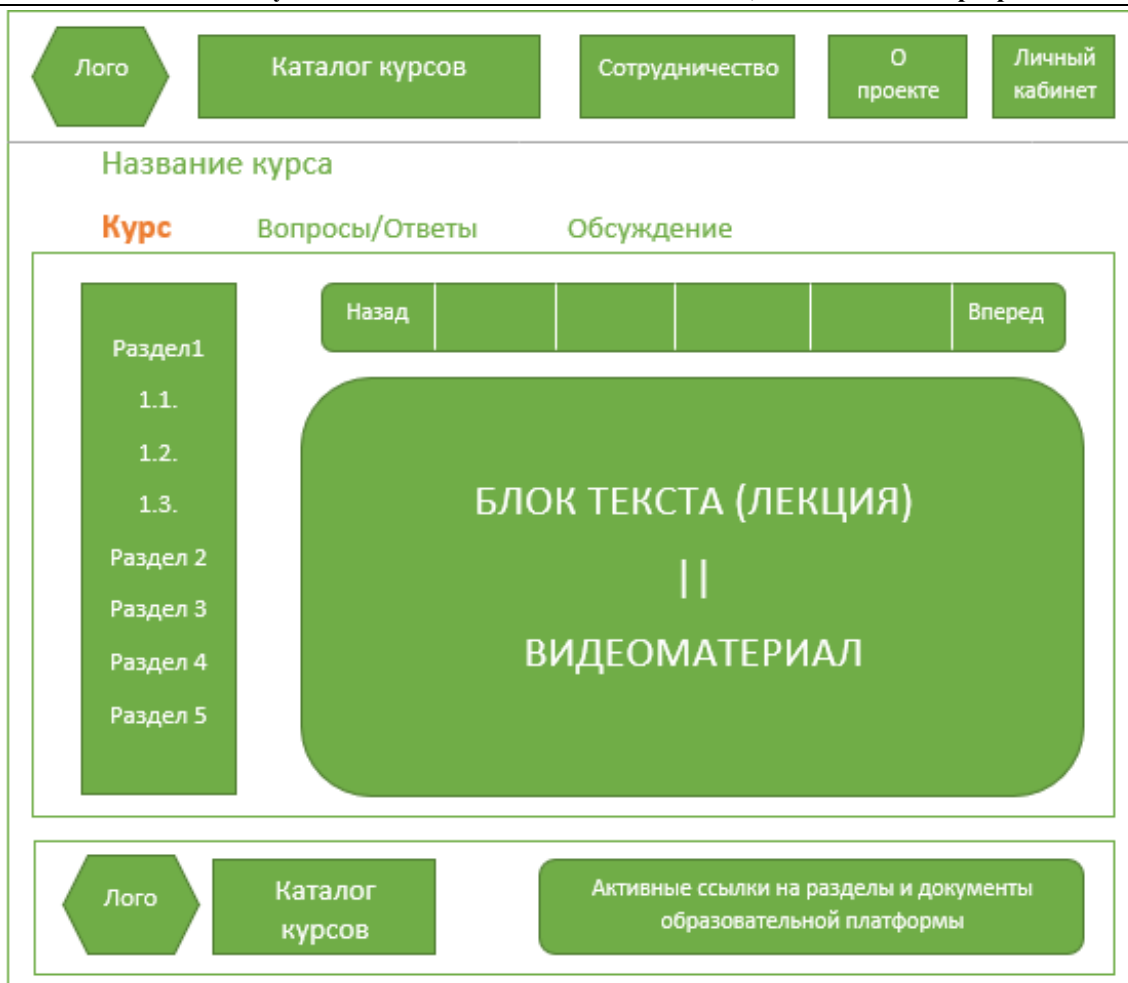 Лого
Каталог курсов
Сотрудничество
О
проекте
Личный
кабинет
Название курса
Курс
Вопросы/Ответы
Обсуждение
Раздел1
1.1.
1.2.
1.3.
Раздел 2
Раздел 3
Раздел 4
Раздел 5
Назад
Вперед
БЛОК ТЕКСТА (ЛЕКЦИЯ)
||
ВИДЕОМАТЕРИАЛ
Лого
Каталог
курсов
Активные ссылки на разделы и документы
образовательной платформы